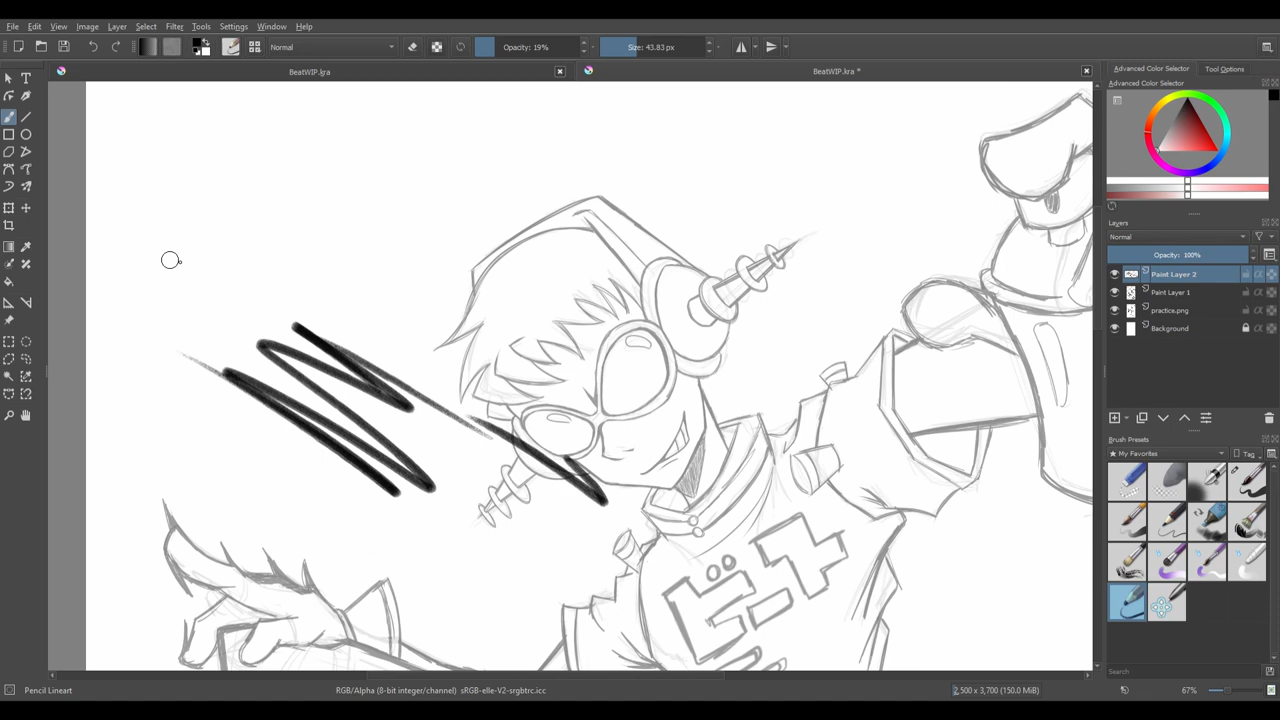 File Edit View Image Layer Select Filter Tools Settings Window Help
Normal Opacity: 19% Size: 43.83 px
BeatWIP.kra BeatWIP.kra *
Advanced Color Selector Tool Options
Advanced Color Selector
Layers
Normal
Opacity: 100%
Paint Layer 2
Paint Layer 1
practice.png
Background
Brush Presets
My Favorites Tag
Search
ビート
Pencil Lineart RGB/Alpha (8-bit integer/channel) sRGB-elle-V2-srgbtrc.icc 2,500 x 3,700 (150.0 MiB) 67%